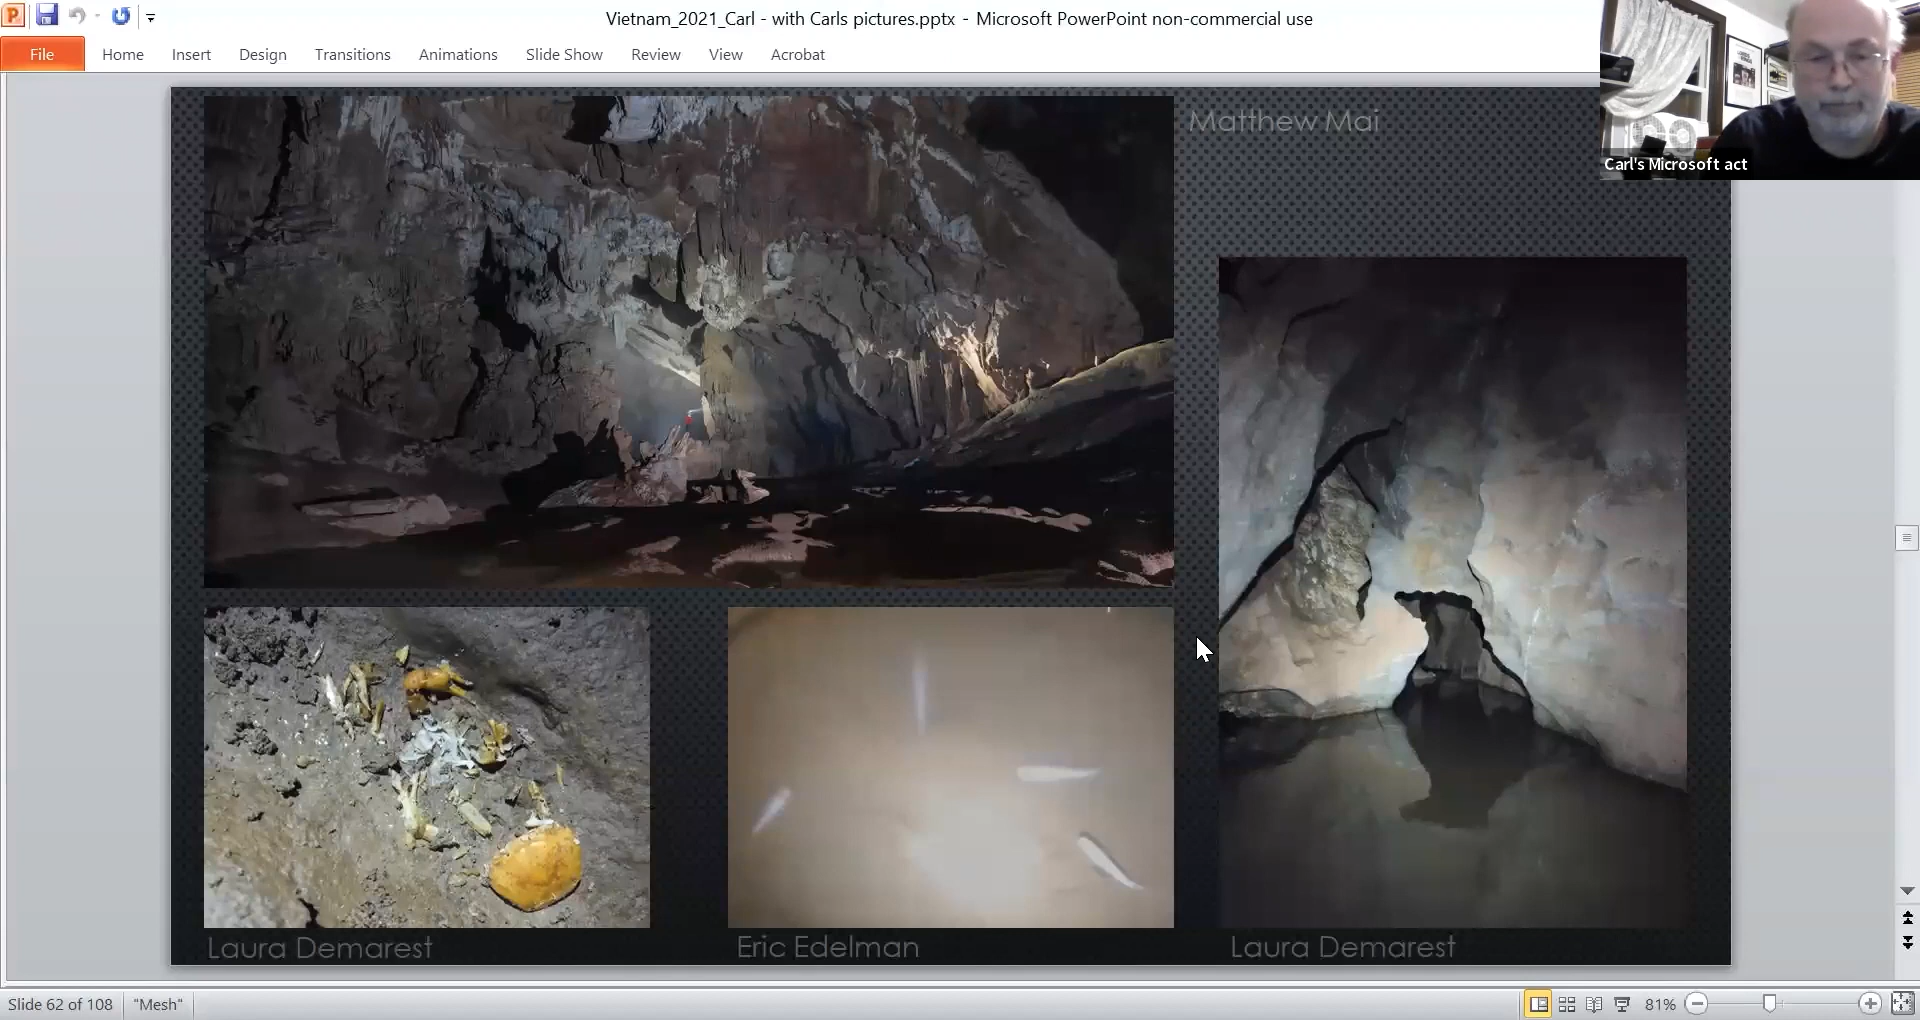 Vietnam_2021_Carl - with Carls pictures.pptx - Microsoft PowerPoint non-commercial use
File Home Insert Design Transitions Animations Slide Show Review View Acrobat
Matthew Mai
Carl's Microsoft act
Laura Demarest
Eric Edelman
Laura Demarest
Slide 62 of 108 "Mesh" 81%